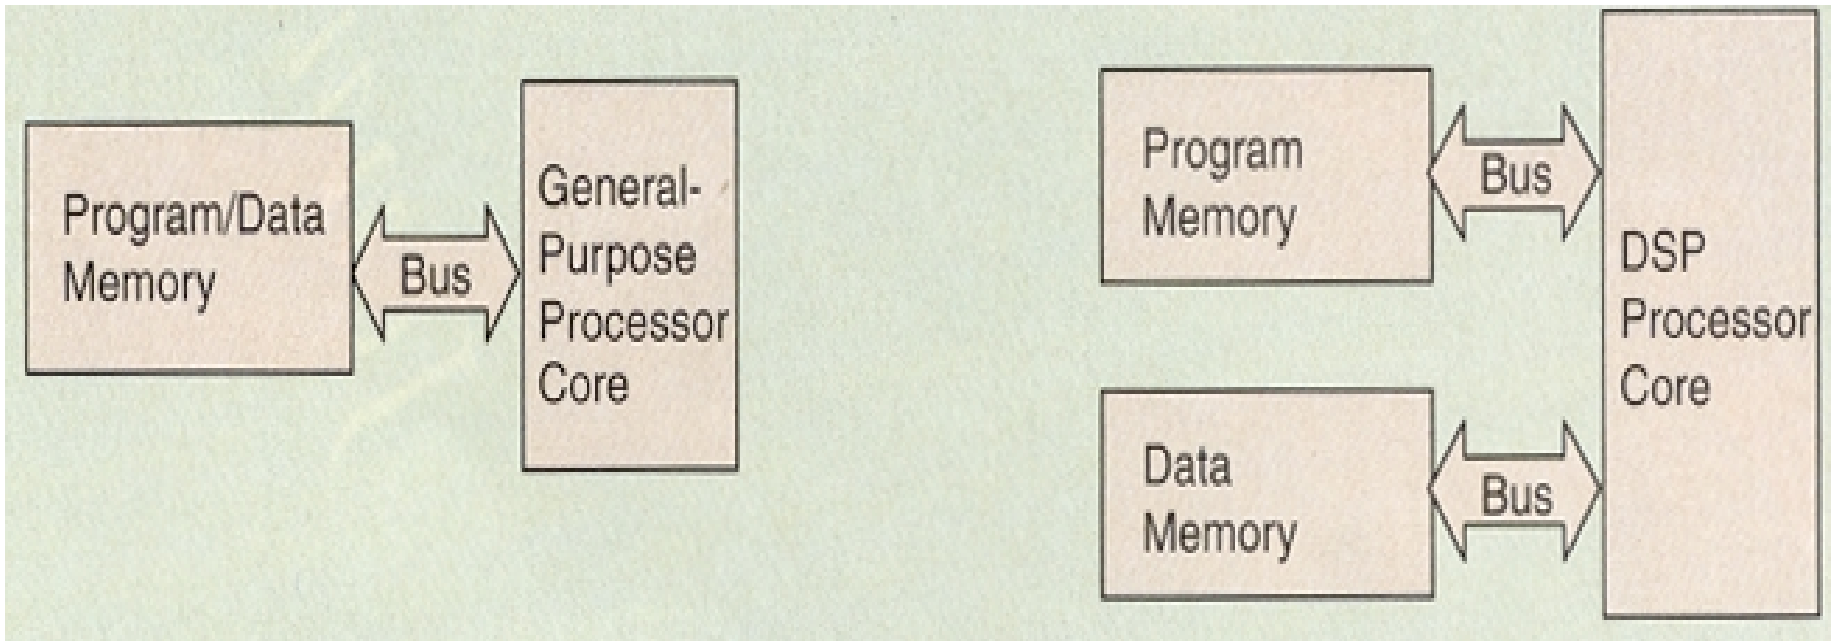 Program/Data
Memory
Bus
General-
Purpose
Processor
Core
Program
Memory
Bus
Data
Memory
Bus
DSP
Processor
Core